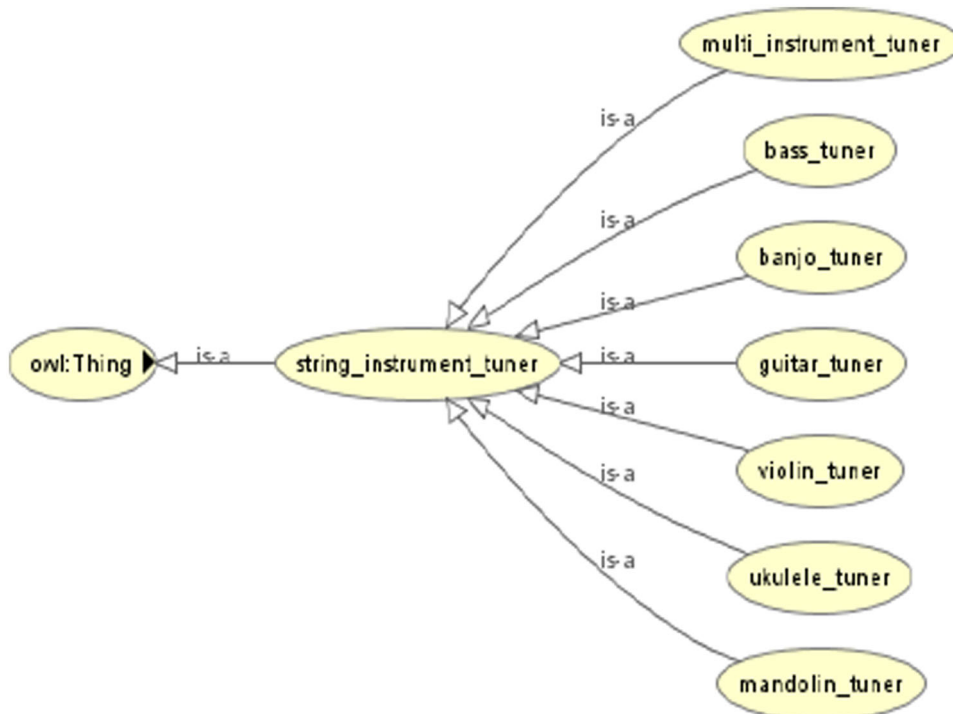 multi_instrument_tuner
is-a
bass_tuner
is-a
banjo_tuner
is-a
owl:Thing
is-a
string_instrument_tuner
is-a
guitar_tuner
is-a
violin_tuner
is-a
ukulele_tuner
is-a
mandolin_tuner